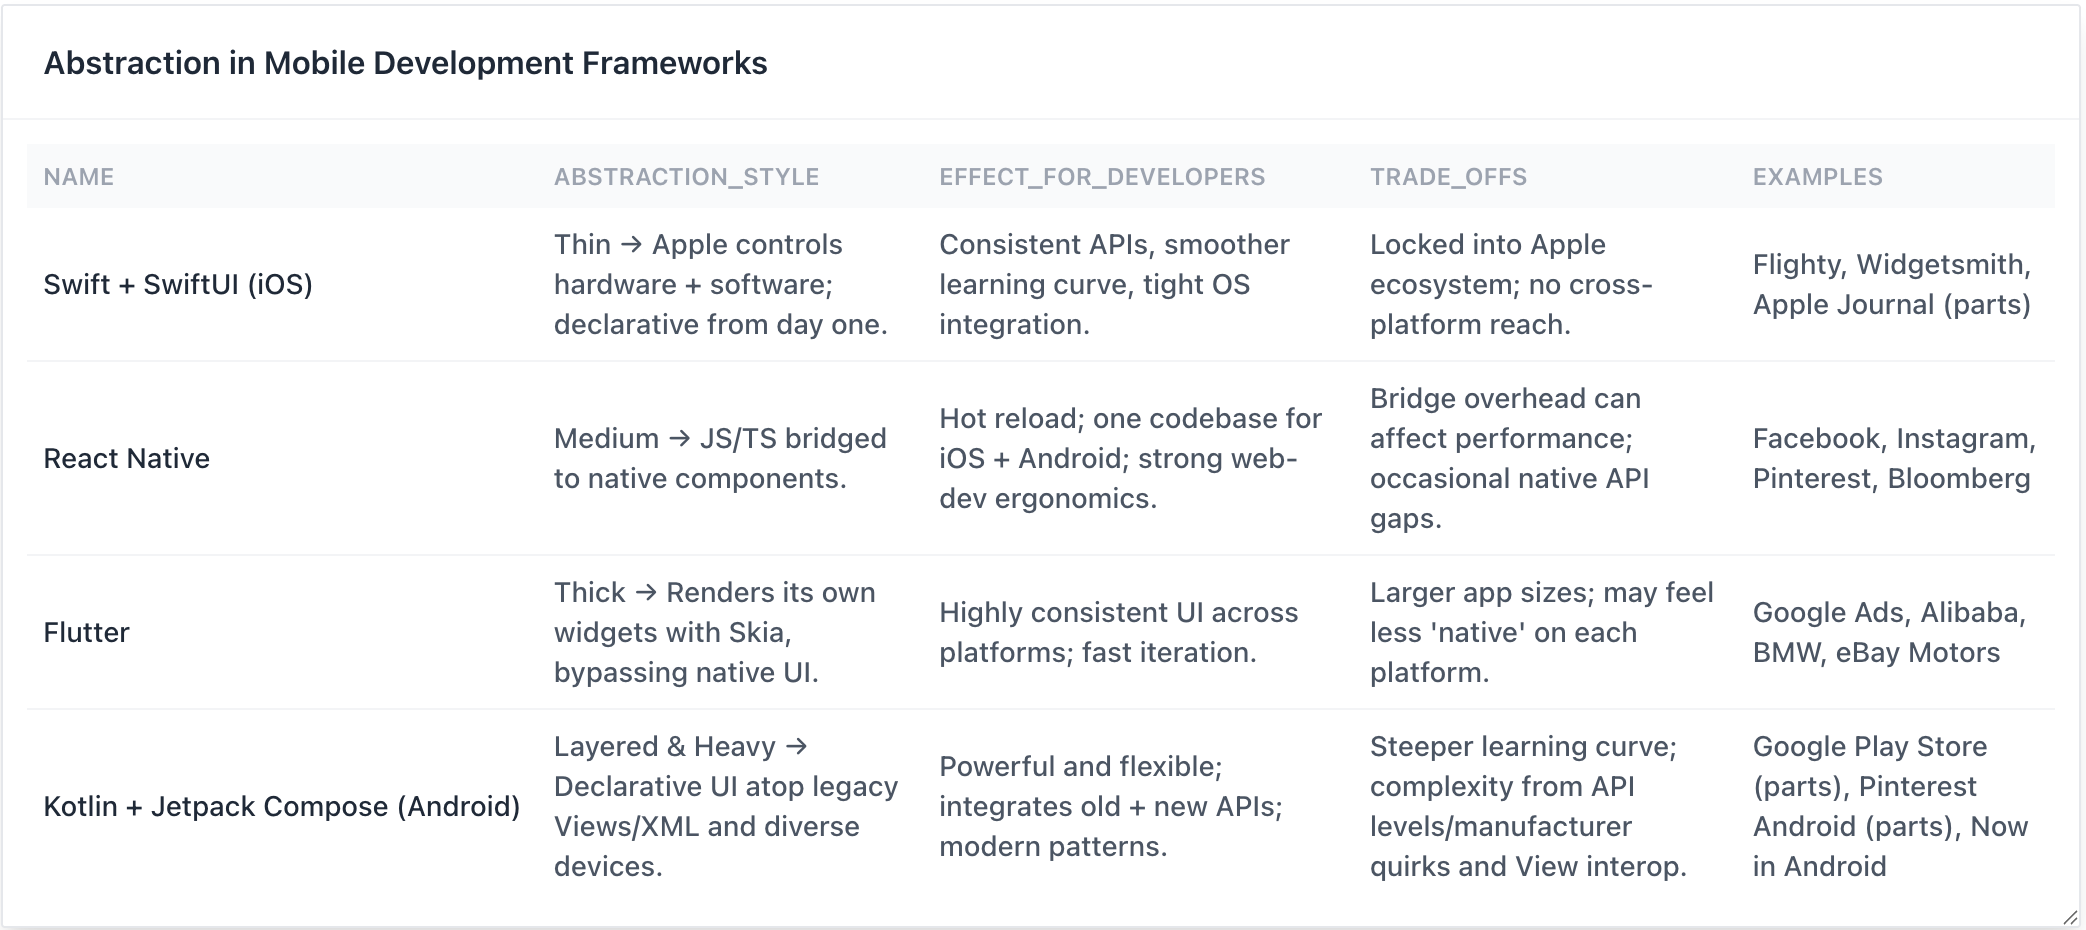 Abstraction in Mobile Development Frameworks
NAME ABSTRACTION_STYLE EFFECT_FOR_DEVELOPERS TRADE_OFFS EXAMPLES
Swift + SwiftUI (iOS)
Thin → Apple controls
hardware + software;
declarative from day one.
Consistent APIs, smoother
learning curve, tight OS
integration.
Locked into Apple
ecosystem; no cross-
platform reach.
Flighty, Widgetsmith,
Apple Journal (parts)
React Native
Medium → JS/TS bridged
to native components.
Hot reload; one codebase for
iOS + Android; strong web-
dev ergonomics.
Bridge overhead can
affect performance;
occasional native API
gaps.
Facebook, Instagram,
Pinterest, Bloomberg
Flutter
Thick → Renders its own
widgets with Skia,
bypassing native UI.
Highly consistent UI across
platforms; fast iteration.
Larger app sizes; may feel
less 'native' on each
platform.
Google Ads, Alibaba,
BMW, eBay Motors
Kotlin + Jetpack Compose (Android)
Layered & Heavy →
Declarative UI atop legacy
Views/XML and diverse
devices.
Powerful and flexible;
integrates old + new APIs;
modern patterns.
Steeper learning curve;
complexity from API
levels/manufacturer
quirks and View interop.
Google Play Store
(parts), Pinterest
Android (parts), Now
in Android